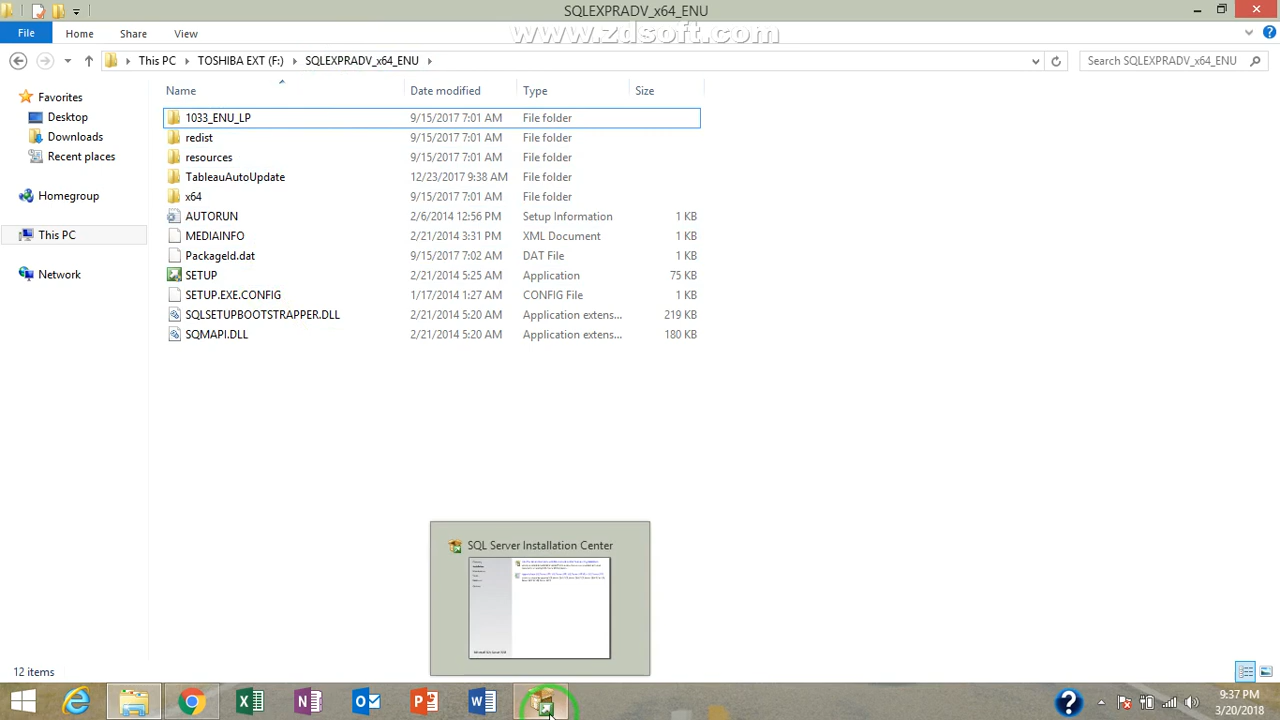 SQLEXPRADV_x64_ENU
www.zdsoft.com
File Home Share View
This PC TOSHIBA EXT (F:) SQLEXPRADV_x64_ENU
Search SQLEXPRADV_x64_ENU
Name Date modified Type Size
Favorites
Desktop
Downloads
Recent places
Homegroup
This PC
Network
1033_ENU_LP 9/15/2017 7:01 AM File folder
redist 9/15/2017 7:01 AM File folder
resources 9/15/2017 7:01 AM File folder
TableauAutoUpdate 12/23/2017 9:38 AM File folder
x64 9/15/2017 7:01 AM File folder
AUTORUN 2/6/2014 12:56 PM Setup Information 1 KB
MEDIAINFO 2/21/2014 3:31 PM XML Document 1 KB
PackageId.dat 9/15/2017 7:02 AM DAT File 1 KB
SETUP 2/21/2014 5:25 AM Application 75 KB
SETUP.EXE.CONFIG 1/17/2014 1:27 AM CONFIG File 1 KB
SQLSETUPBOOTSTRAPPER.DLL 2/21/2014 5:20 AM Application extens... 219 KB
SQMAPI.DLL 2/21/2014 5:20 AM Application extens... 180 KB
SQL Server Installation Center
12 items
9:37 PM
3/20/2018